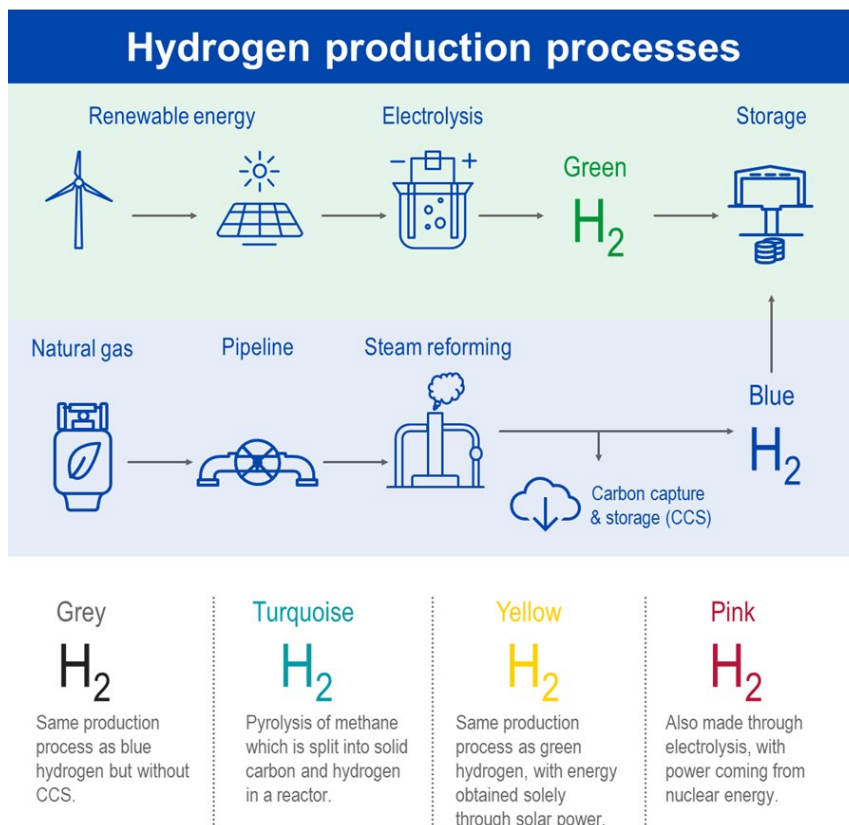 Hydrogen production processes
Renewable energy
Electrolysis
Storage
− +
Green
H2
Natural gas
Pipeline
Steam reforming
Blue
H2
Carbon capture
& storage (CCS)
Grey
H2
Same production
process as blue
hydrogen but without
CCS.
Turquoise
H2
Pyrolysis of methane
which is split into solid
carbon and hydrogen
in a reactor.
Yellow
H2
Same production
process as green
hydrogen, with energy
obtained solely
through solar power.
Pink
H2
Also made through
electrolysis, with
power coming from
nuclear energy.